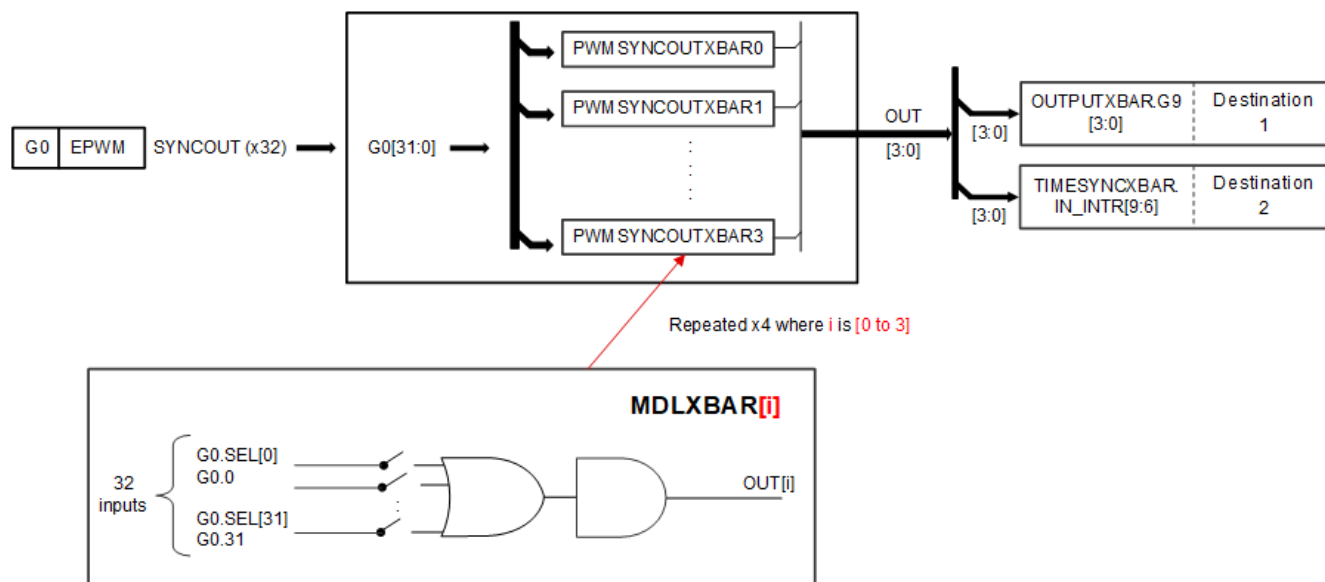 G0 EPWM SYNCOUT (x32)
G0[31:0]
PWMSYNCOUTXBAR0
PWMSYNCOUTXBAR1
PWMSYNCOUTXBAR3
OUT
[3:0]
[3:0]
OUTPUTXBAR.G9
[3:0]
Destination
1
[3:0]
TIMESYNCXBAR.
IN_INTR[9:6]
Destination
2
Repeated x4 where i is [0 to 3]
MDLXBAR[i]
32
inputs
G0.SEL[0]
G0.0
G0.SEL[31]
G0.31
OUT[i]